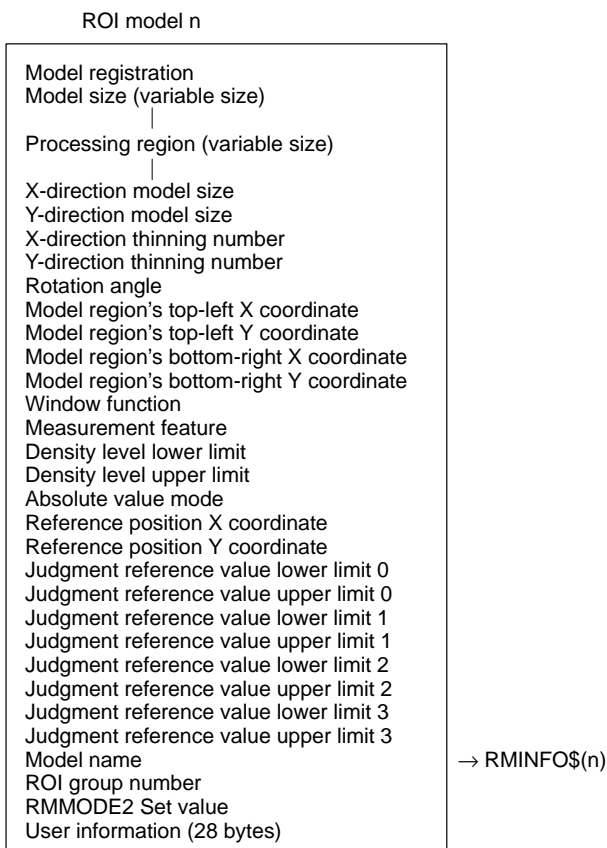 ROI model n
Model registration
Model size (variable size)
Processing region (variable size)
X-direction model size
Y-direction model size
X-direction thinning number
Y-direction thinning number
Rotation angle
Model region's top-left X coordinate
Model region's top-left Y coordinate
Model region's bottom-right X coordinate
Model region's bottom-right Y coordinate
Window function
Measurement feature
Density level lower limit
Density level upper limit
Absolute value mode
Reference position X coordinate
Reference position Y coordinate
Judgment reference value lower limit 0
Judgment reference value upper limit 0
Judgment reference value lower limit 1
Judgment reference value upper limit 1
Judgment reference value lower limit 2
Judgment reference value upper limit 2
Judgment reference value lower limit 3
Judgment reference value upper limit 3
Model name → RMINFO$(n)
ROI group number
RMMODE2 Set value
User information (28 bytes)